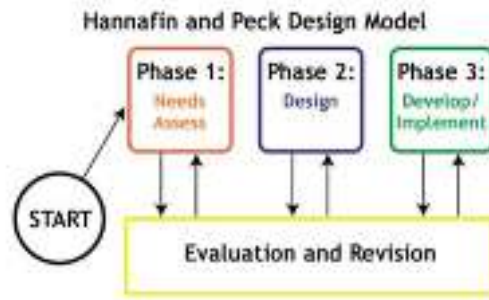 Hannafin and Peck Design Model
Phase 1:
Needs
Assess
Phase 2:
Design
Phase 3:
Develop/
Implement
START
Evaluation and Revision